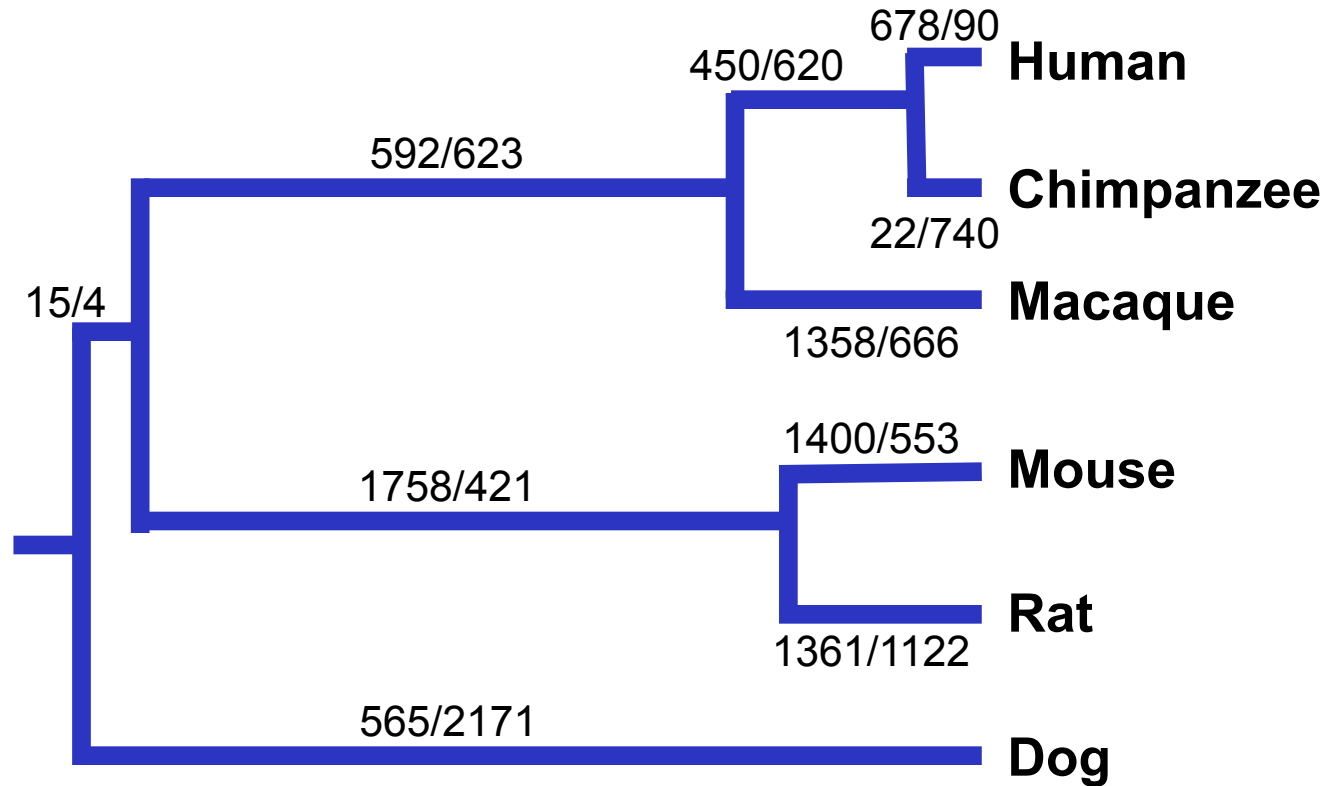 678/90
Human
450/620
592/623
Chimpanzee
22/740
15/4
Macaque
1358/666
1400/553
Mouse
1758/421
Rat
1361/1122
565/2171
Dog